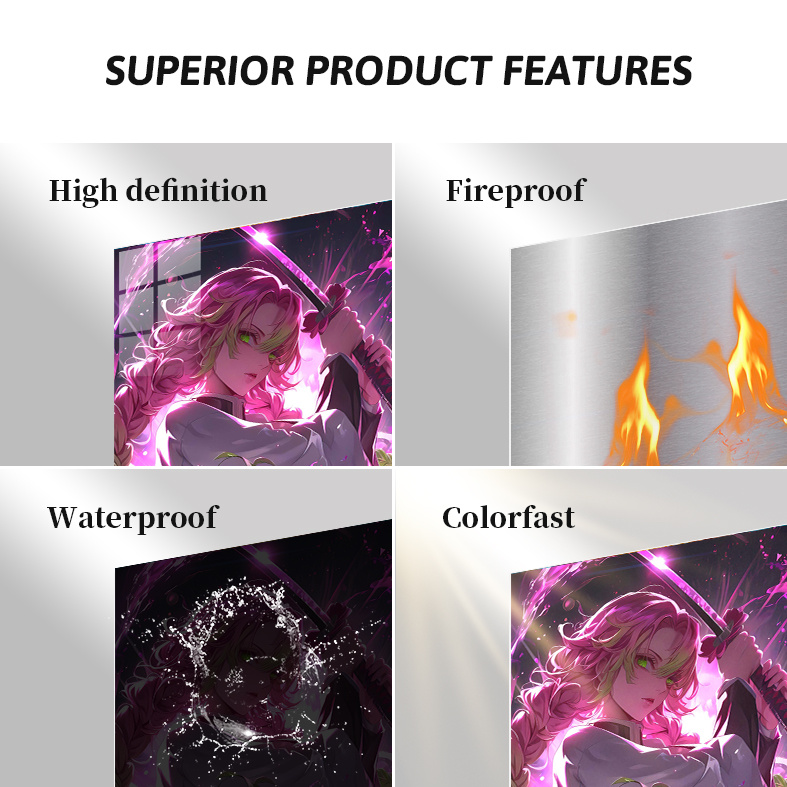 SUPERIOR PRODUCT FEATURES
High definition
Fireproof
Waterproof
Colorfast